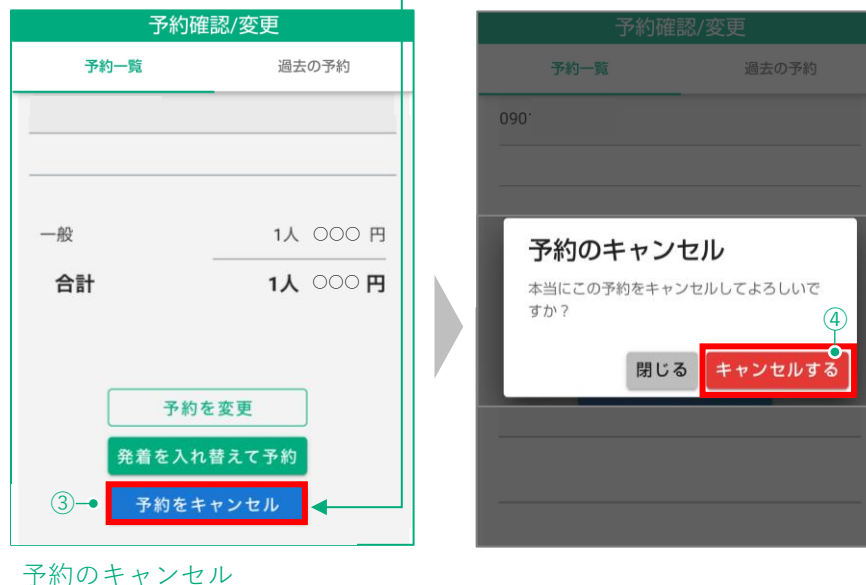 予約確認/変更
予約一覧 過去の予約
一般 1人 〇〇〇 円
合計 1人 〇〇〇 円
予約を変更
発着を入れ替えて予約
③ 予約をキャンセル
予約確認/変更
予約一覧 過去の予約
090
予約のキャンセル
本当にこの予約をキャンセルしてよろしいで
すか？
④
閉じる キャンセルする
予約のキャンセル